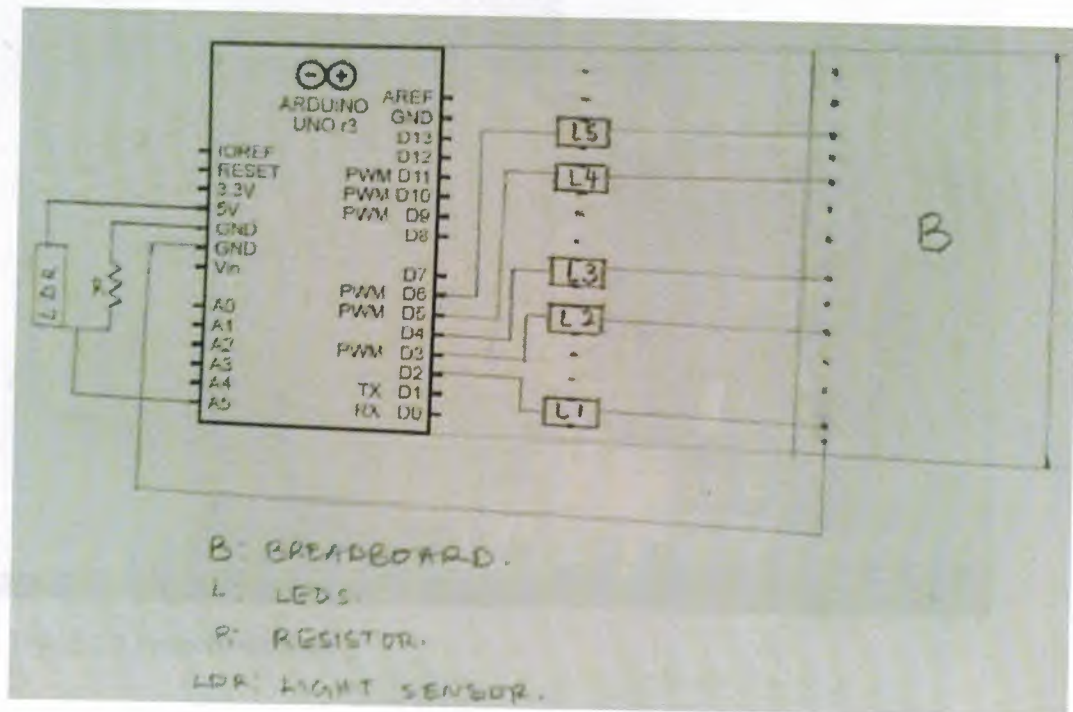 ARDUINO
UNO r3
IOREF
RESET
3.3V
5V
GND
GND
Vin
A0
A1
A2
A3
A4
A5
AREF
GND
D13
D12
PWM D11
PWM D10
PWM D9
D8
D7
PWM D6
PWM D5
D4
PWM D3
D2
TX D1
RX D0
LDR
R
L5
L4
L3
L2
L1
B
B: BREADBOARD.
L: LEDS.
R: RESISTOR.
LDR: LIGHT SENSOR.